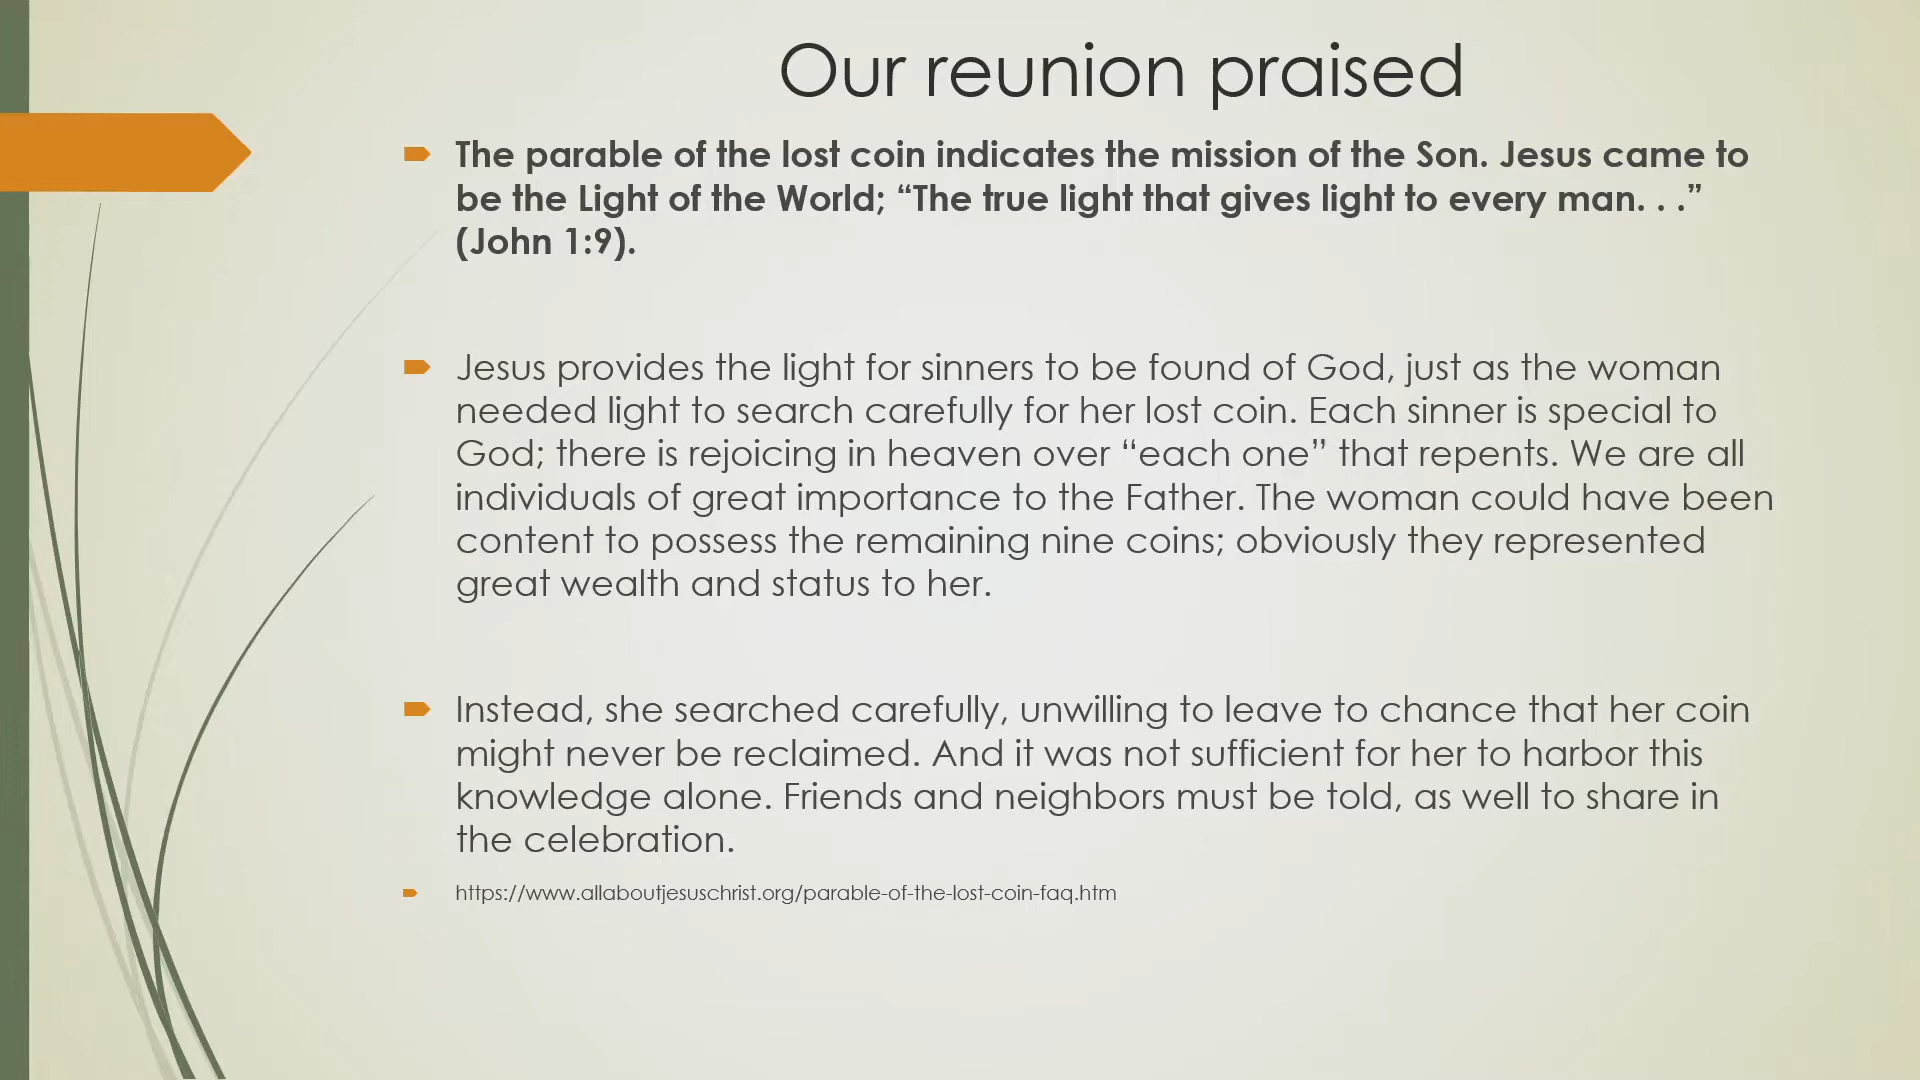 Our reunion praised
The parable of the lost coin indicates the mission of the Son. Jesus came to
be the Light of the World; “The true light that gives light to every man. . .”
(John 1:9).
Jesus provides the light for sinners to be found of God, just as the woman
needed light to search carefully for her lost coin. Each sinner is special to
God; there is rejoicing in heaven over “each one” that repents. We are all
individuals of great importance to the Father. The woman could have been
content to possess the remaining nine coins; obviously they represented
great wealth and status to her.
Instead, she searched carefully, unwilling to leave to chance that her coin
might never be reclaimed. And it was not sufficient for her to harbor this
knowledge alone. Friends and neighbors must be told, as well to share in
the celebration.
https://www.allaboutjesuschrist.org/parable-of-the-lost-coin-faq.htm